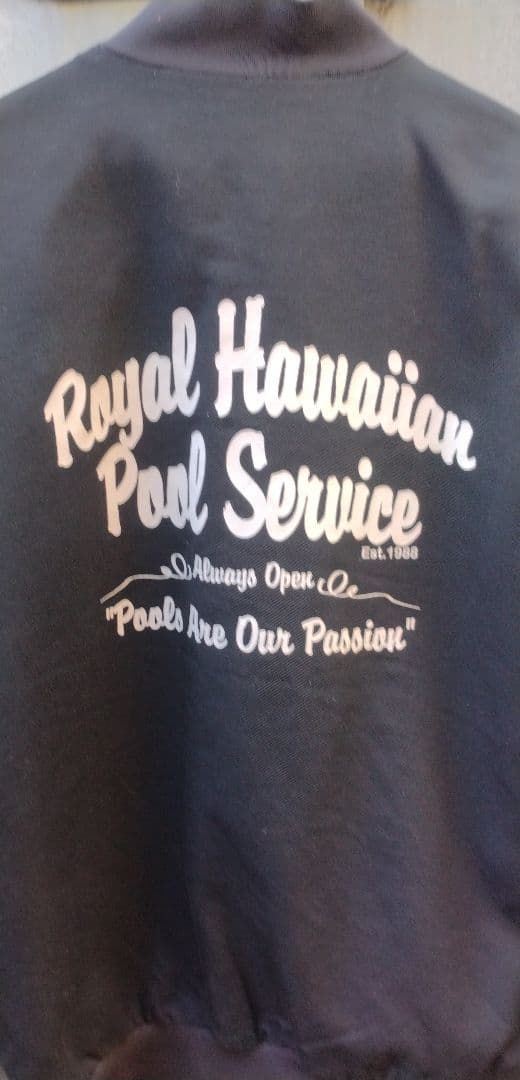 Royal Hawaiian
Pool Service
Est.1988
Always Open
"Pools Are Our Passion"